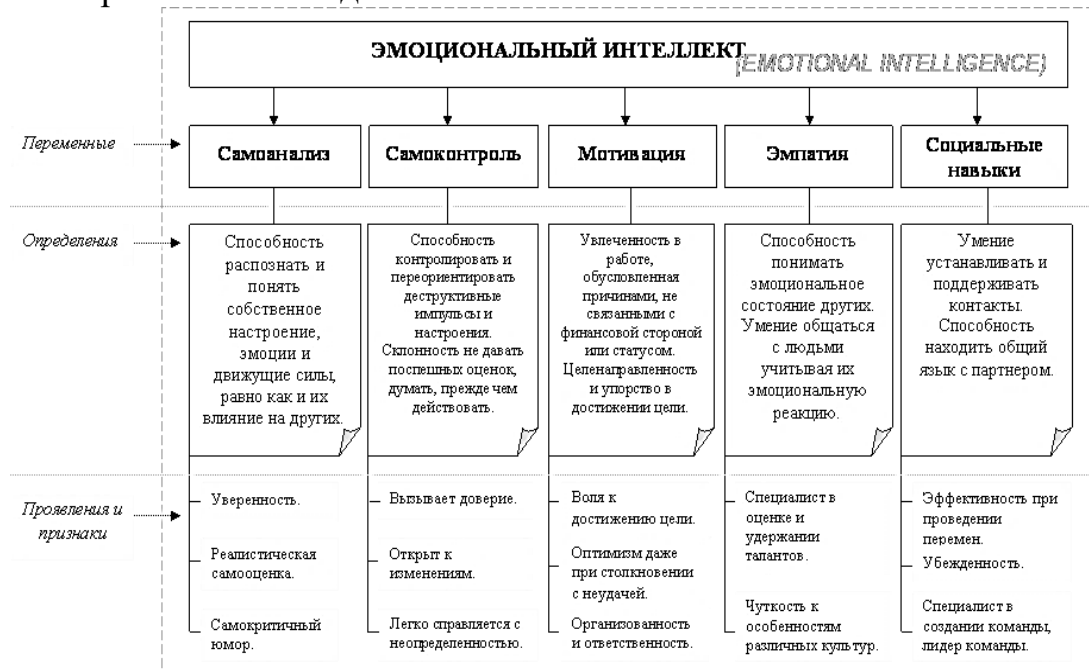 ЭМОЦИОНАЛЬНЫЙ ИНТЕЛЛЕКТ
(EMOTIONAL INTELLIGENCE)
Переменные
Самоанализ
Самоконтроль
Мотивация
Эмпатия
Социальные
навыки
Определения
Способность
распознать и
понять
собственное
настроение,
эмоции и
движущие силы,
равно как и их
влияние на других.
Способность
контролировать и
переориентировать
деструктивные
импульсы и
настроения.
Склонность не давать
поспешных оценок,
думать, прежде чем
действовать.
Увлеченность в
работе,
обусловленная
причинами, не
связанными с
финансовой стороной
или статусом.
Целенаправленность
и упорство в
достижении цели.
Способность
понимать
эмоциональное
состояние других.
Умение общаться
с людьми
учитывая их
эмоциональную
реакцию.
Умение
устанавливать и
поддерживать
контакты.
Способность
находить общий
язык с партнером.
Проявления и
признаки
Уверенность.
Реалистическая
самооценка.
Самокритичный
юмор.
Вызывает доверие.
Открыт к
изменениям.
Легко справляется с
неопределенностью.
Воля к
достижению цели.
Оптимизм даже
при столкновении
с неудачей.
Организованность
и ответственность.
Специалист в
оценке и
удержании
талантов.
Чуткость к
особенностям
различных культур.
Эффективность при
проведении
перемен.
Убежденность.
Специалист в
создании команды,
лидер команды.